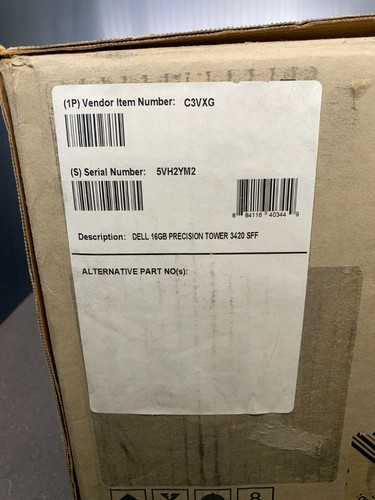 (1P) Vendor Item Number: C3VXG
(S) Serial Number: 5VH2YM2
8 84116 40344 9
Description: DELL 16GB PRECISION TOWER 3420 SFF
ALTERNATIVE PART NO(s):
8